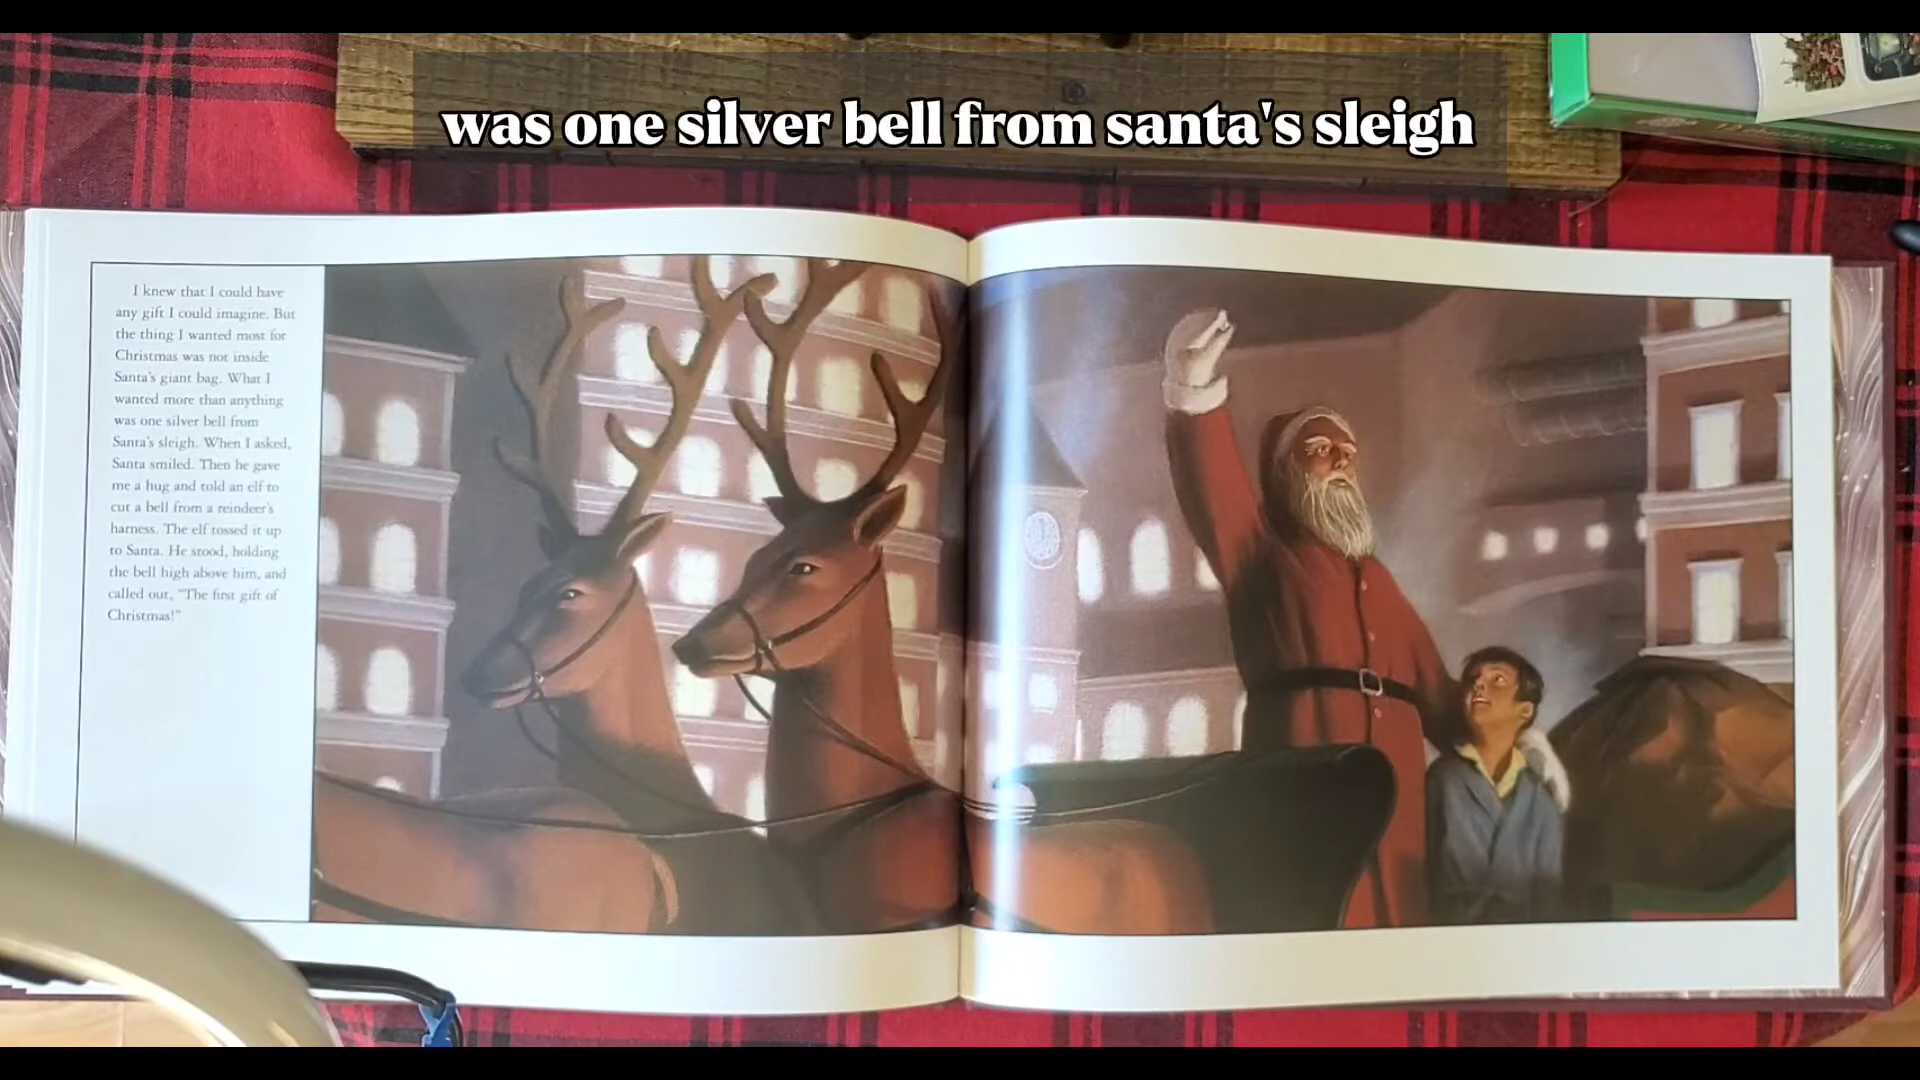 was one silver bell from santa's sleigh
I knew that I could have
any gift I could imagine. But
the thing I wanted most for
Christmas was not inside
Santa's giant bag. What I
wanted more than anything
was one silver bell from
Santa's sleigh. When I asked,
Santa smiled. Then he gave
me a hug and told an elf to
cut a bell from a reindeer's
harness. The elf tossed it up
to Santa. He stood, holding
the bell high above him, and
called out, "The first gift of
Christmas!"